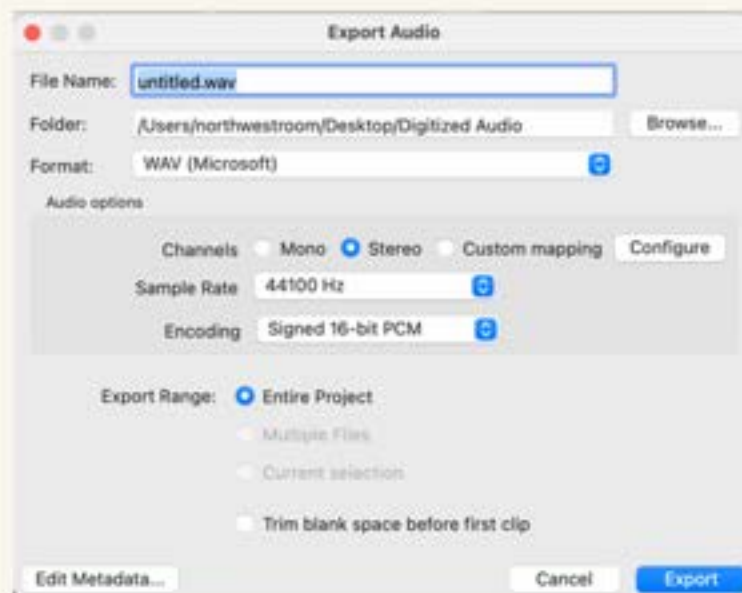 Export Audio
File Name: untitled.wav
Folder: /Users/northwestroom/Desktop/Digitized Audio Browse...
Format: WAV (Microsoft)
Audio options
Channels Mono Stereo Custom mapping Configure
Sample Rate 44100 Hz
Encoding Signed 16-bit PCM
Export Range: Entire Project
Multiple Files
Current selection
Trim blank space before first clip
Edit Metadata... Cancel Export